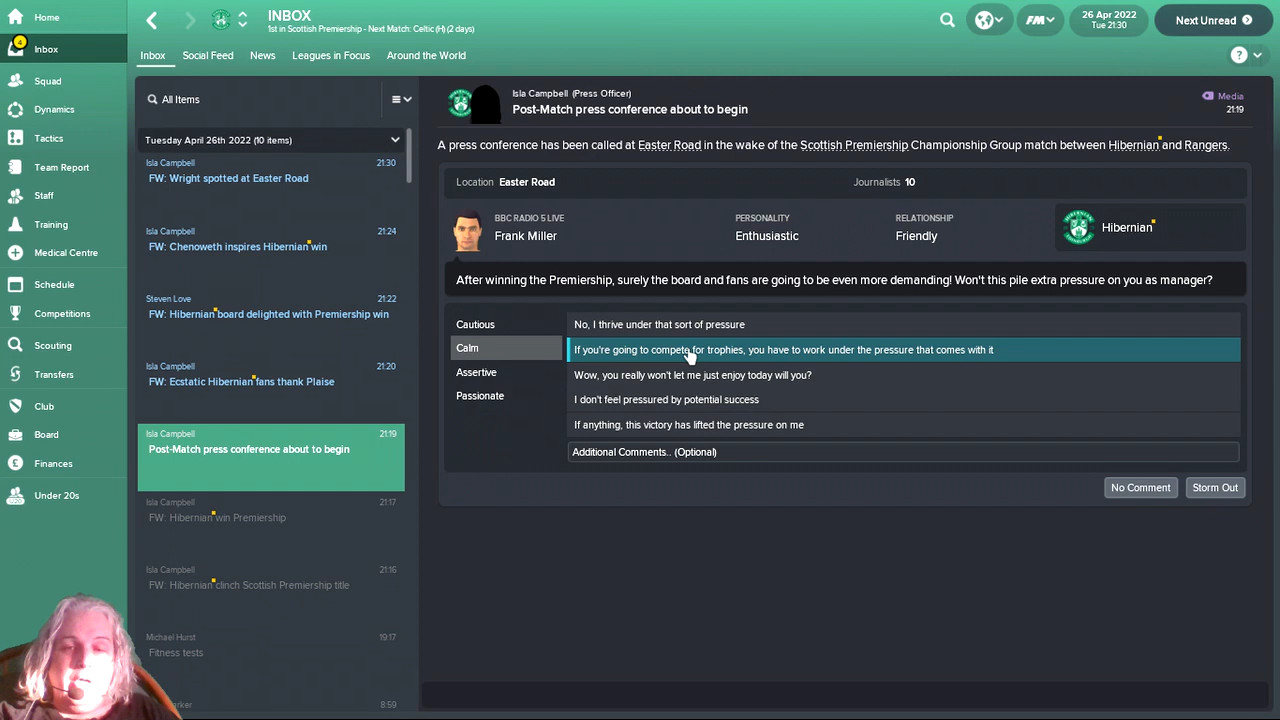 Home
4
Inbox
Squad
Dynamics
Tactics
Team Report
Staff
Training
Medical Centre
Schedule
Competitions
Scouting
Transfers
Club
Board
Finances
Under 20s
INBOX
1st in Scottish Premiership - Next Match: Celtic (H) (2 days)
FM
26 Apr 2022
Tue 21:30
Next Unread
Inbox
Social Feed
News
Leagues in Focus
Around the World
?
All Items
Tuesday April 26th 2022 (10 items)
Isla Campbell 21:30
FW: Wright spotted at Easter Road
Isla Campbell 21:24
FW: Chenoweth inspires Hibernian win
Steven Love 21:22
FW: Hibernian board delighted with Premiership win
Isla Campbell 21:20
FW: Ecstatic Hibernian fans thank Plaise
Isla Campbell 21:19
Post-Match press conference about to begin
Isla Campbell 21:17
FW: Hibernian win Premiership
Isla Campbell 21:16
FW: Hibernian clinch Scottish Premiership title
Michael Hurst 19:17
Fitness tests
8:59
Isla Campbell (Press Officer)
Post-Match press conference about to begin
Media
21:19
A press conference has been called at Easter Road in the wake of the Scottish Premiership Championship Group match between Hibernian and Rangers.
Location Easter Road
Journalists 10
BBC RADIO 5 LIVE
Frank Miller
PERSONALITY
Enthusiastic
RELATIONSHIP
Friendly
Hibernian
After winning the Premiership, surely the board and fans are going to be even more demanding! Won't this pile extra pressure on you as manager?
Cautious
Calm
Assertive
Passionate
No, I thrive under that sort of pressure
If you're going to compete for trophies, you have to work under the pressure that comes with it
Wow, you really won't let me just enjoy today will you?
I don't feel pressured by potential success
If anything, this victory has lifted the pressure on me
Additional Comments.. (Optional)
No Comment
Storm Out